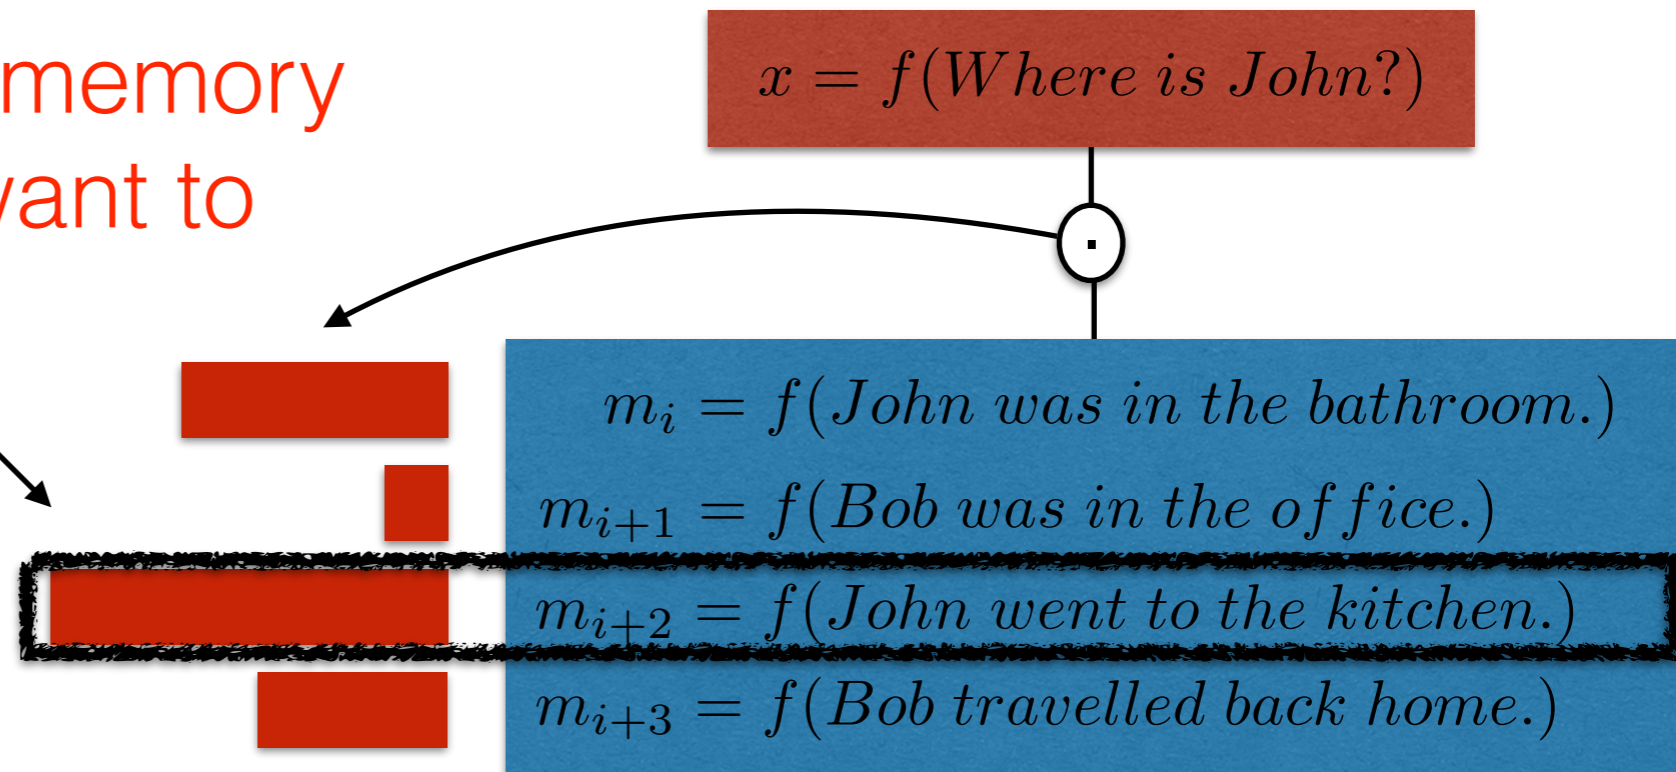 memory
want to
x = f(Where is John?)
.
m_i = f(John was in the bathroom.)
m_{i+1} = f(Bob was in the office.)
m_{i+2} = f(John went to the kitchen.)
m_{i+3} = f(Bob travelled back home.)